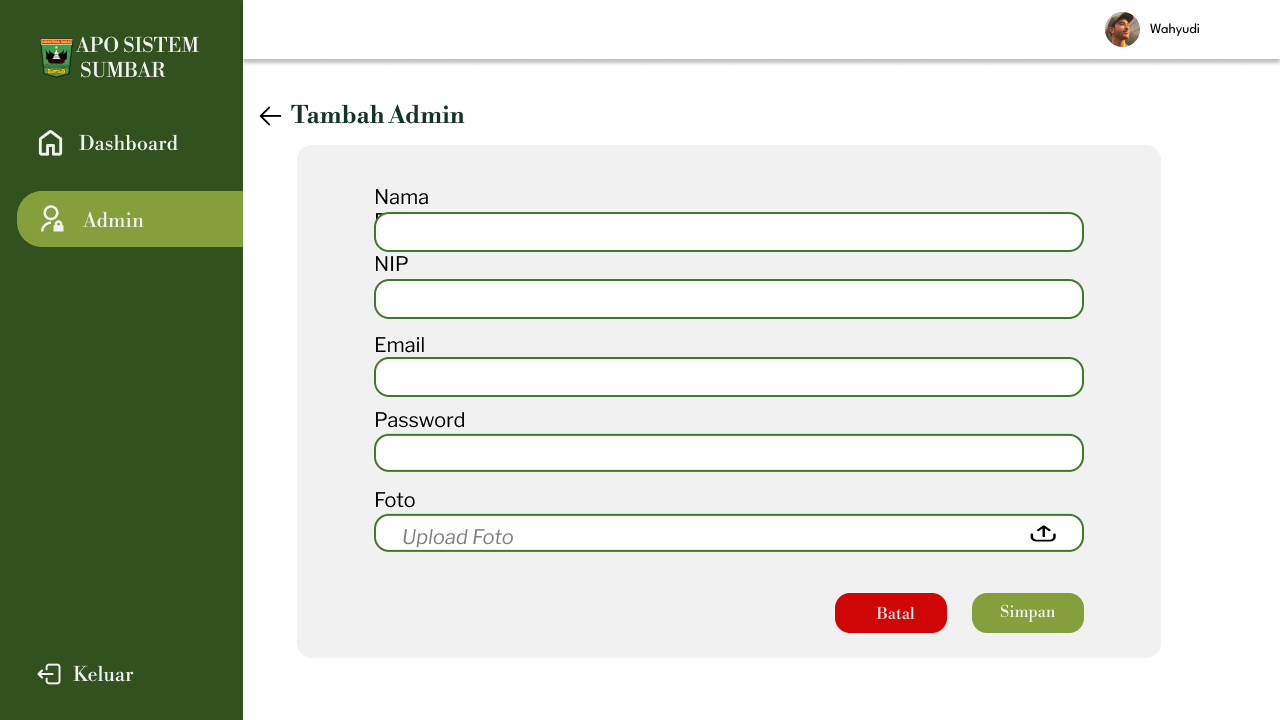 APO SISTEM
SUMBAR
Wahyudi
Tambah Admin
Dashboard
Admin
Nama
NIP
Email
Password
Foto
Upload Foto
Batal
Simpan
Keluar